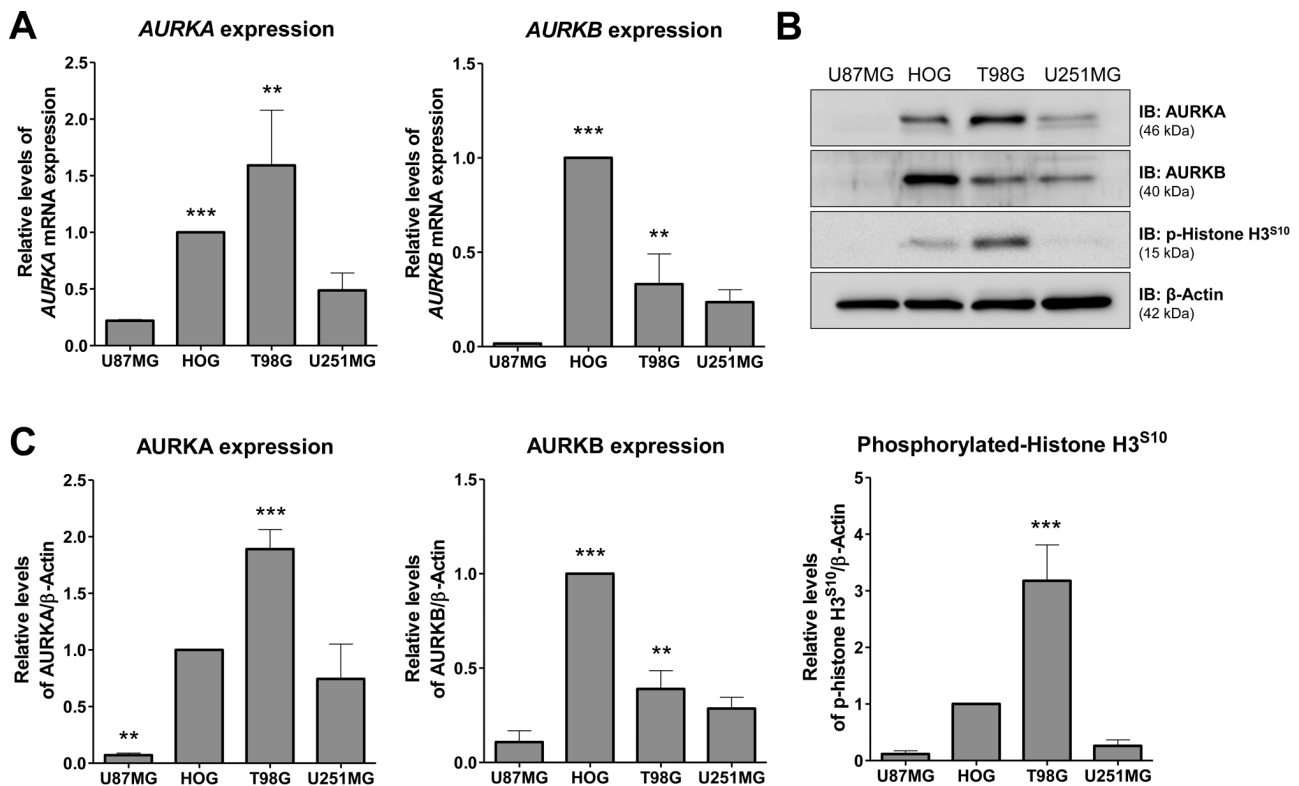 A
AURKA expression
Relative levels of
AURKA mRNA expression
2.5
2.0
1.5
1.0
0.5
0.0
***
**
U87MG HOG T98G U251MG
AURKB expression
Relative levels of
AURKB mRNA expression
1.5
1.0
0.5
0.0
***
**
U87MG HOG T98G U251MG
B
U87MG HOG T98G U251MG
IB: AURKA
(46 kDa)
IB: AURKB
(40 kDa)
IB: p-Histone H3S10
(15 kDa)
IB: β-Actin
(42 kDa)
C
AURKA expression
Relative levels
of AURKA/β-Actin
2.5
2.0
1.5
1.0
0.5
0.0
**
***
U87MG HOG T98G U251MG
AURKB expression
Relative levels
of AURKB/β-Actin
1.5
1.0
0.5
0.0
***
**
U87MG HOG T98G U251MG
Phosphorylated-Histone H3S10
Relative levels
of p-histone H3S10/β-Actin
5
4
3
2
1
0
***
U87MG HOG T98G U251MG